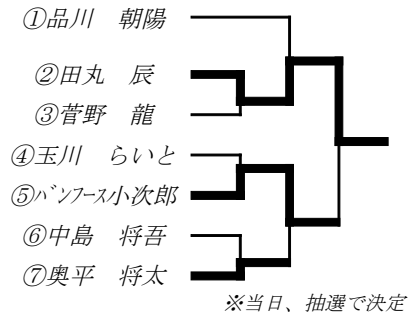 ①品川　朝陽
②田丸　辰
③菅野　龍
④玉川　らいと
⑤ﾊﾞﾝﾌｰｽ小次郎
⑥中島　将吾
⑦奥平　将太
※当日、抽選で決定